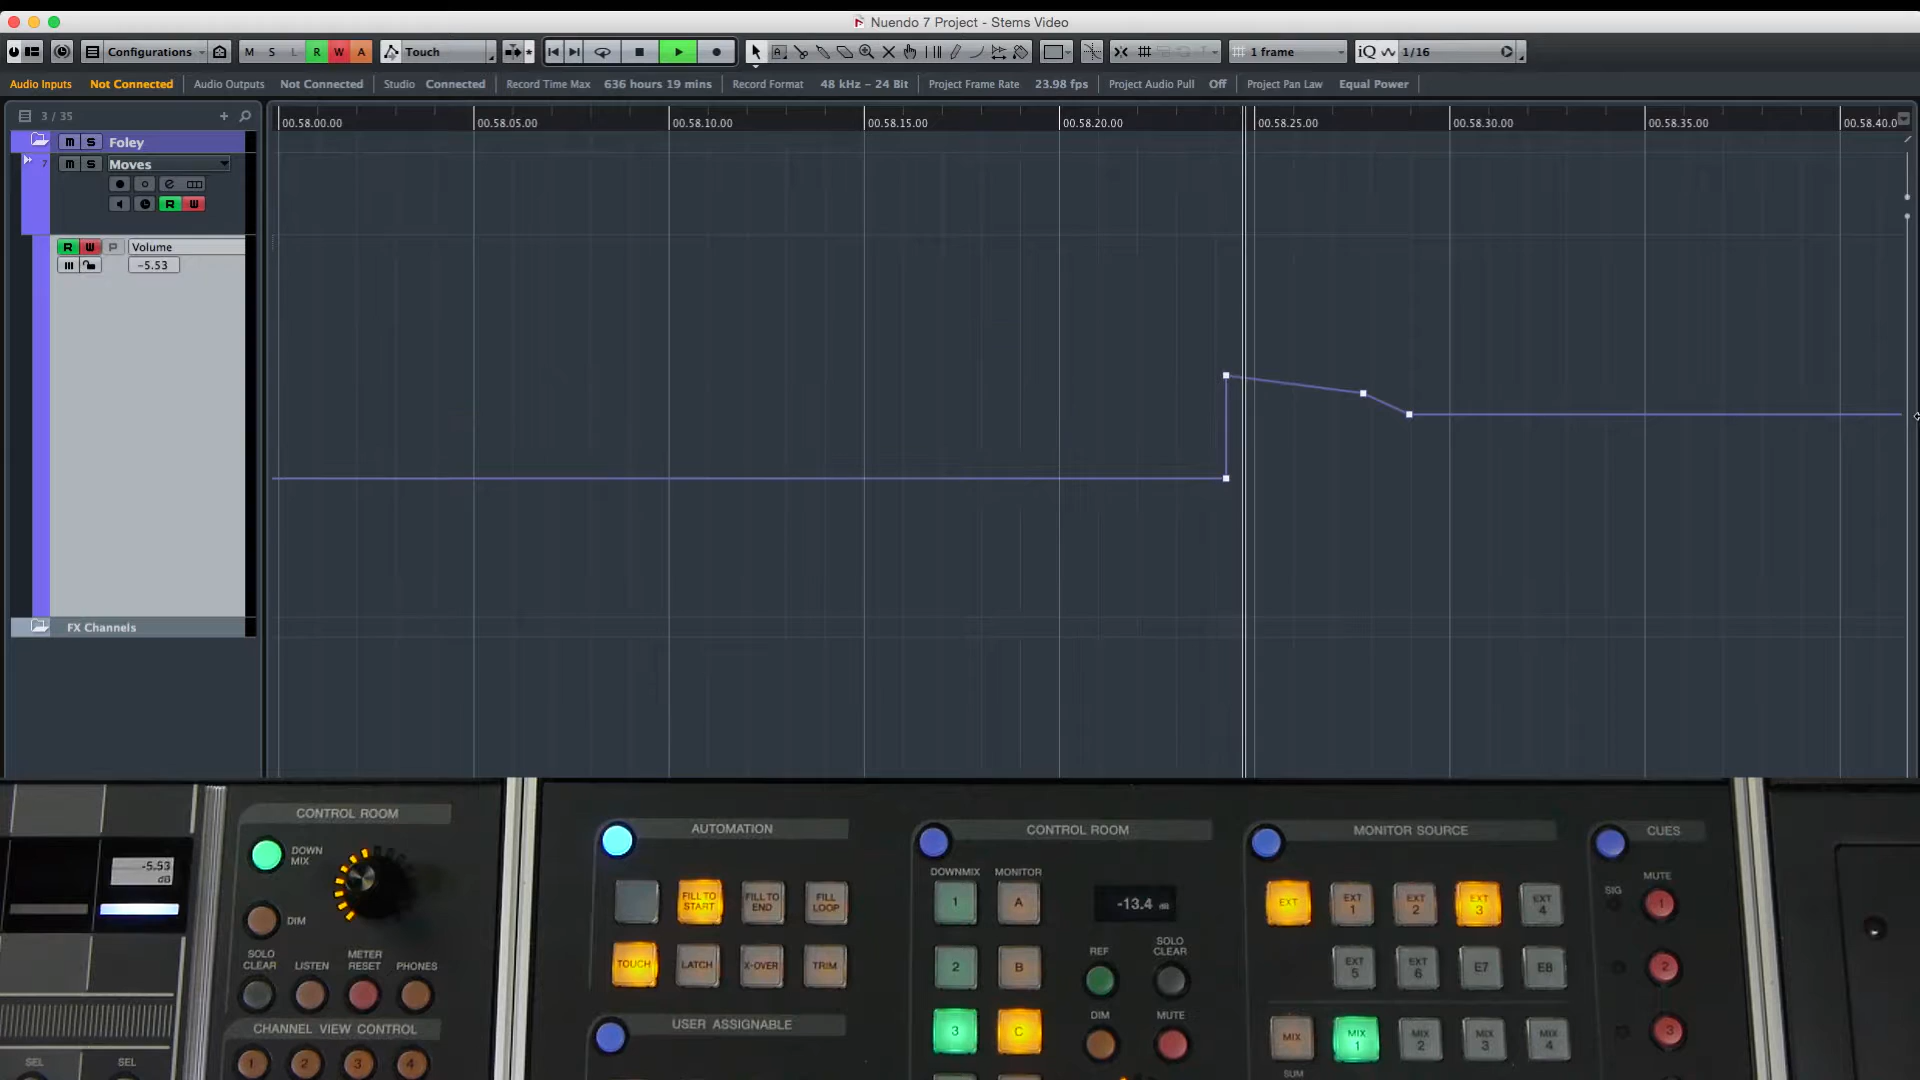 Nuendo 7 Project - Stems Video
Configurations M S L R W A Touch 1 frame iQ 1/16
Audio Inputs Not Connected Audio Outputs Not Connected Studio Connected Record Time Max 636 hours 19 mins Record Format 48 kHz - 24 Bit Project Frame Rate 23.98 fps Project Audio Pull Off Project Pan Law Equal Power
3 / 35
00.58.00.00 00.58.05.00 00.58.10.00 00.58.15.00 00.58.20.00 00.58.25.00 00.58.30.00 00.58.35.00 00.58.40.0
m S Foley
7 m S Moves
e
R W
R W P Volume
-5.53
FX Channels
CONTROL ROOM
DOWN
MIX
-5.53
dB
DIM
SOLO
CLEAR
LISTEN
METER
RESET
PHONES
CHANNEL VIEW CONTROL
SEL SEL
1 2 3 4
AUTOMATION
FILL TO
START
FILL TO
END
FILL
LOOP
TOUCH LATCH X-OVER TRIM
USER ASSIGNABLE
CONTROL ROOM
DOWNMIX MONITOR
1 A -13.4 dB
REF
SOLO
CLEAR
2 B
DIM MUTE
3 C
MONITOR SOURCE
EXT
EXT
1
EXT
2
EXT
3
EXT
4
EXT
5
EXT
6
E7 E8
MIX
MIX
1
MIX
2
MIX
3
MIX
4
SUM
CUES
MUTE
SIG
1
2
3